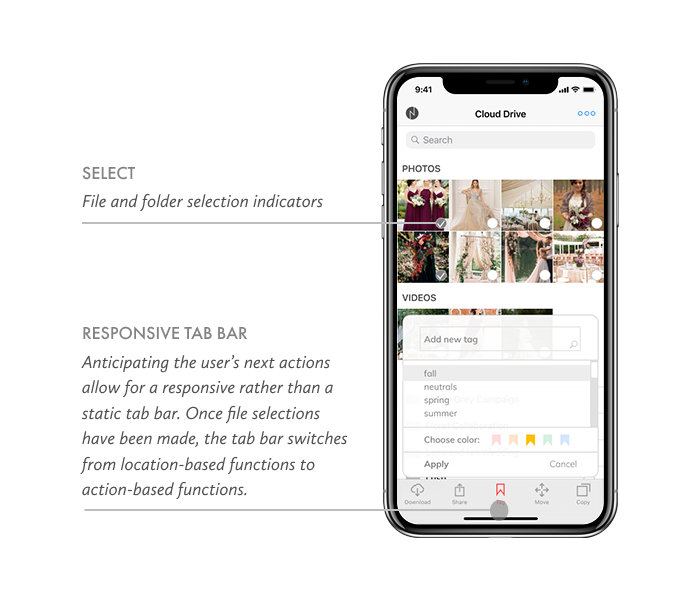 9:41
Cloud Drive
Search
PHOTOS
SELECT
File and folder selection indicators
VIDEOS
RESPONSIVE TAB BAR
Anticipating the user’s next actions
allow for a responsive rather than a
static tab bar. Once file selections
have been made, the tab bar switches
from location-based functions to
action-based functions.
Add new tag
fall
neutrals
spring
summer
Choose color:
Apply Cancel
Download Share Move Copy